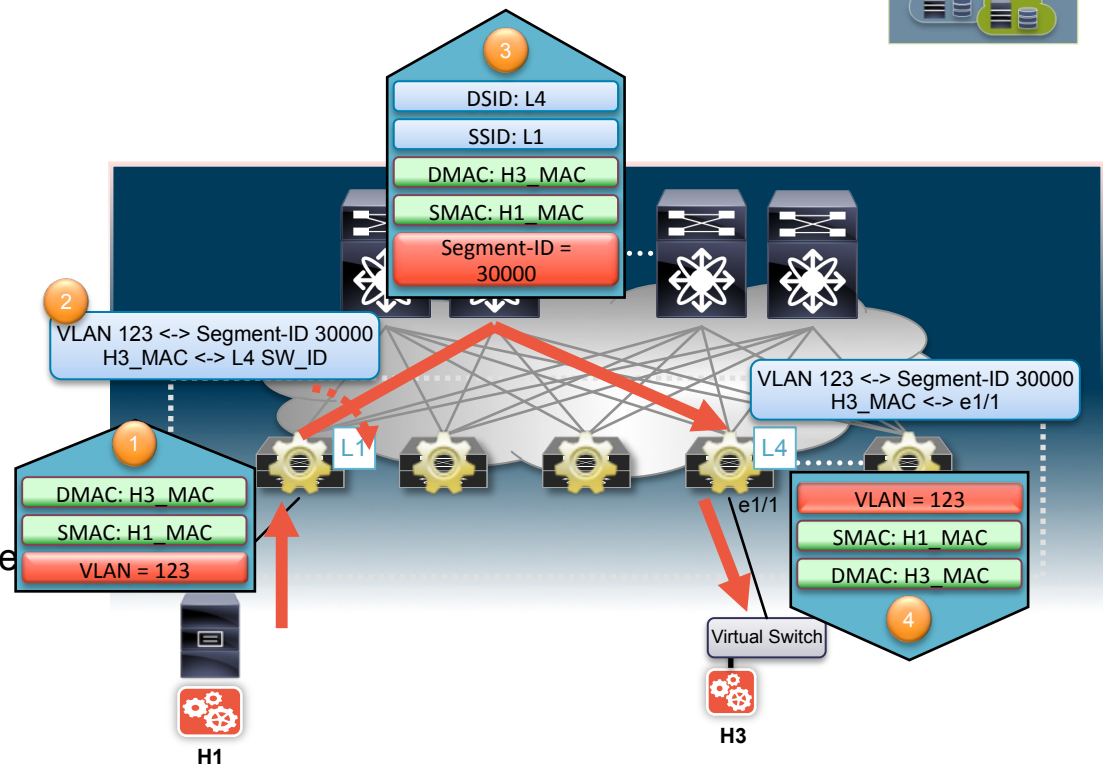 3
DSID: L4
SSID: L1
DMAC: H3_MAC
SMAC: H1_MAC
Segment-ID =
30000
2
VLAN 123 <-> Segment-ID 30000
H3_MAC <-> L4 SW_ID
VLAN 123 <-> Segment-ID 30000
H3_MAC <-> e1/1
1
L1
L4
DMAC: H3_MAC
SMAC: H1_MAC
VLAN = 123
e
e1/1
VLAN = 123
SMAC: H1_MAC
DMAC: H3_MAC
4
Virtual Switch
H1
H3